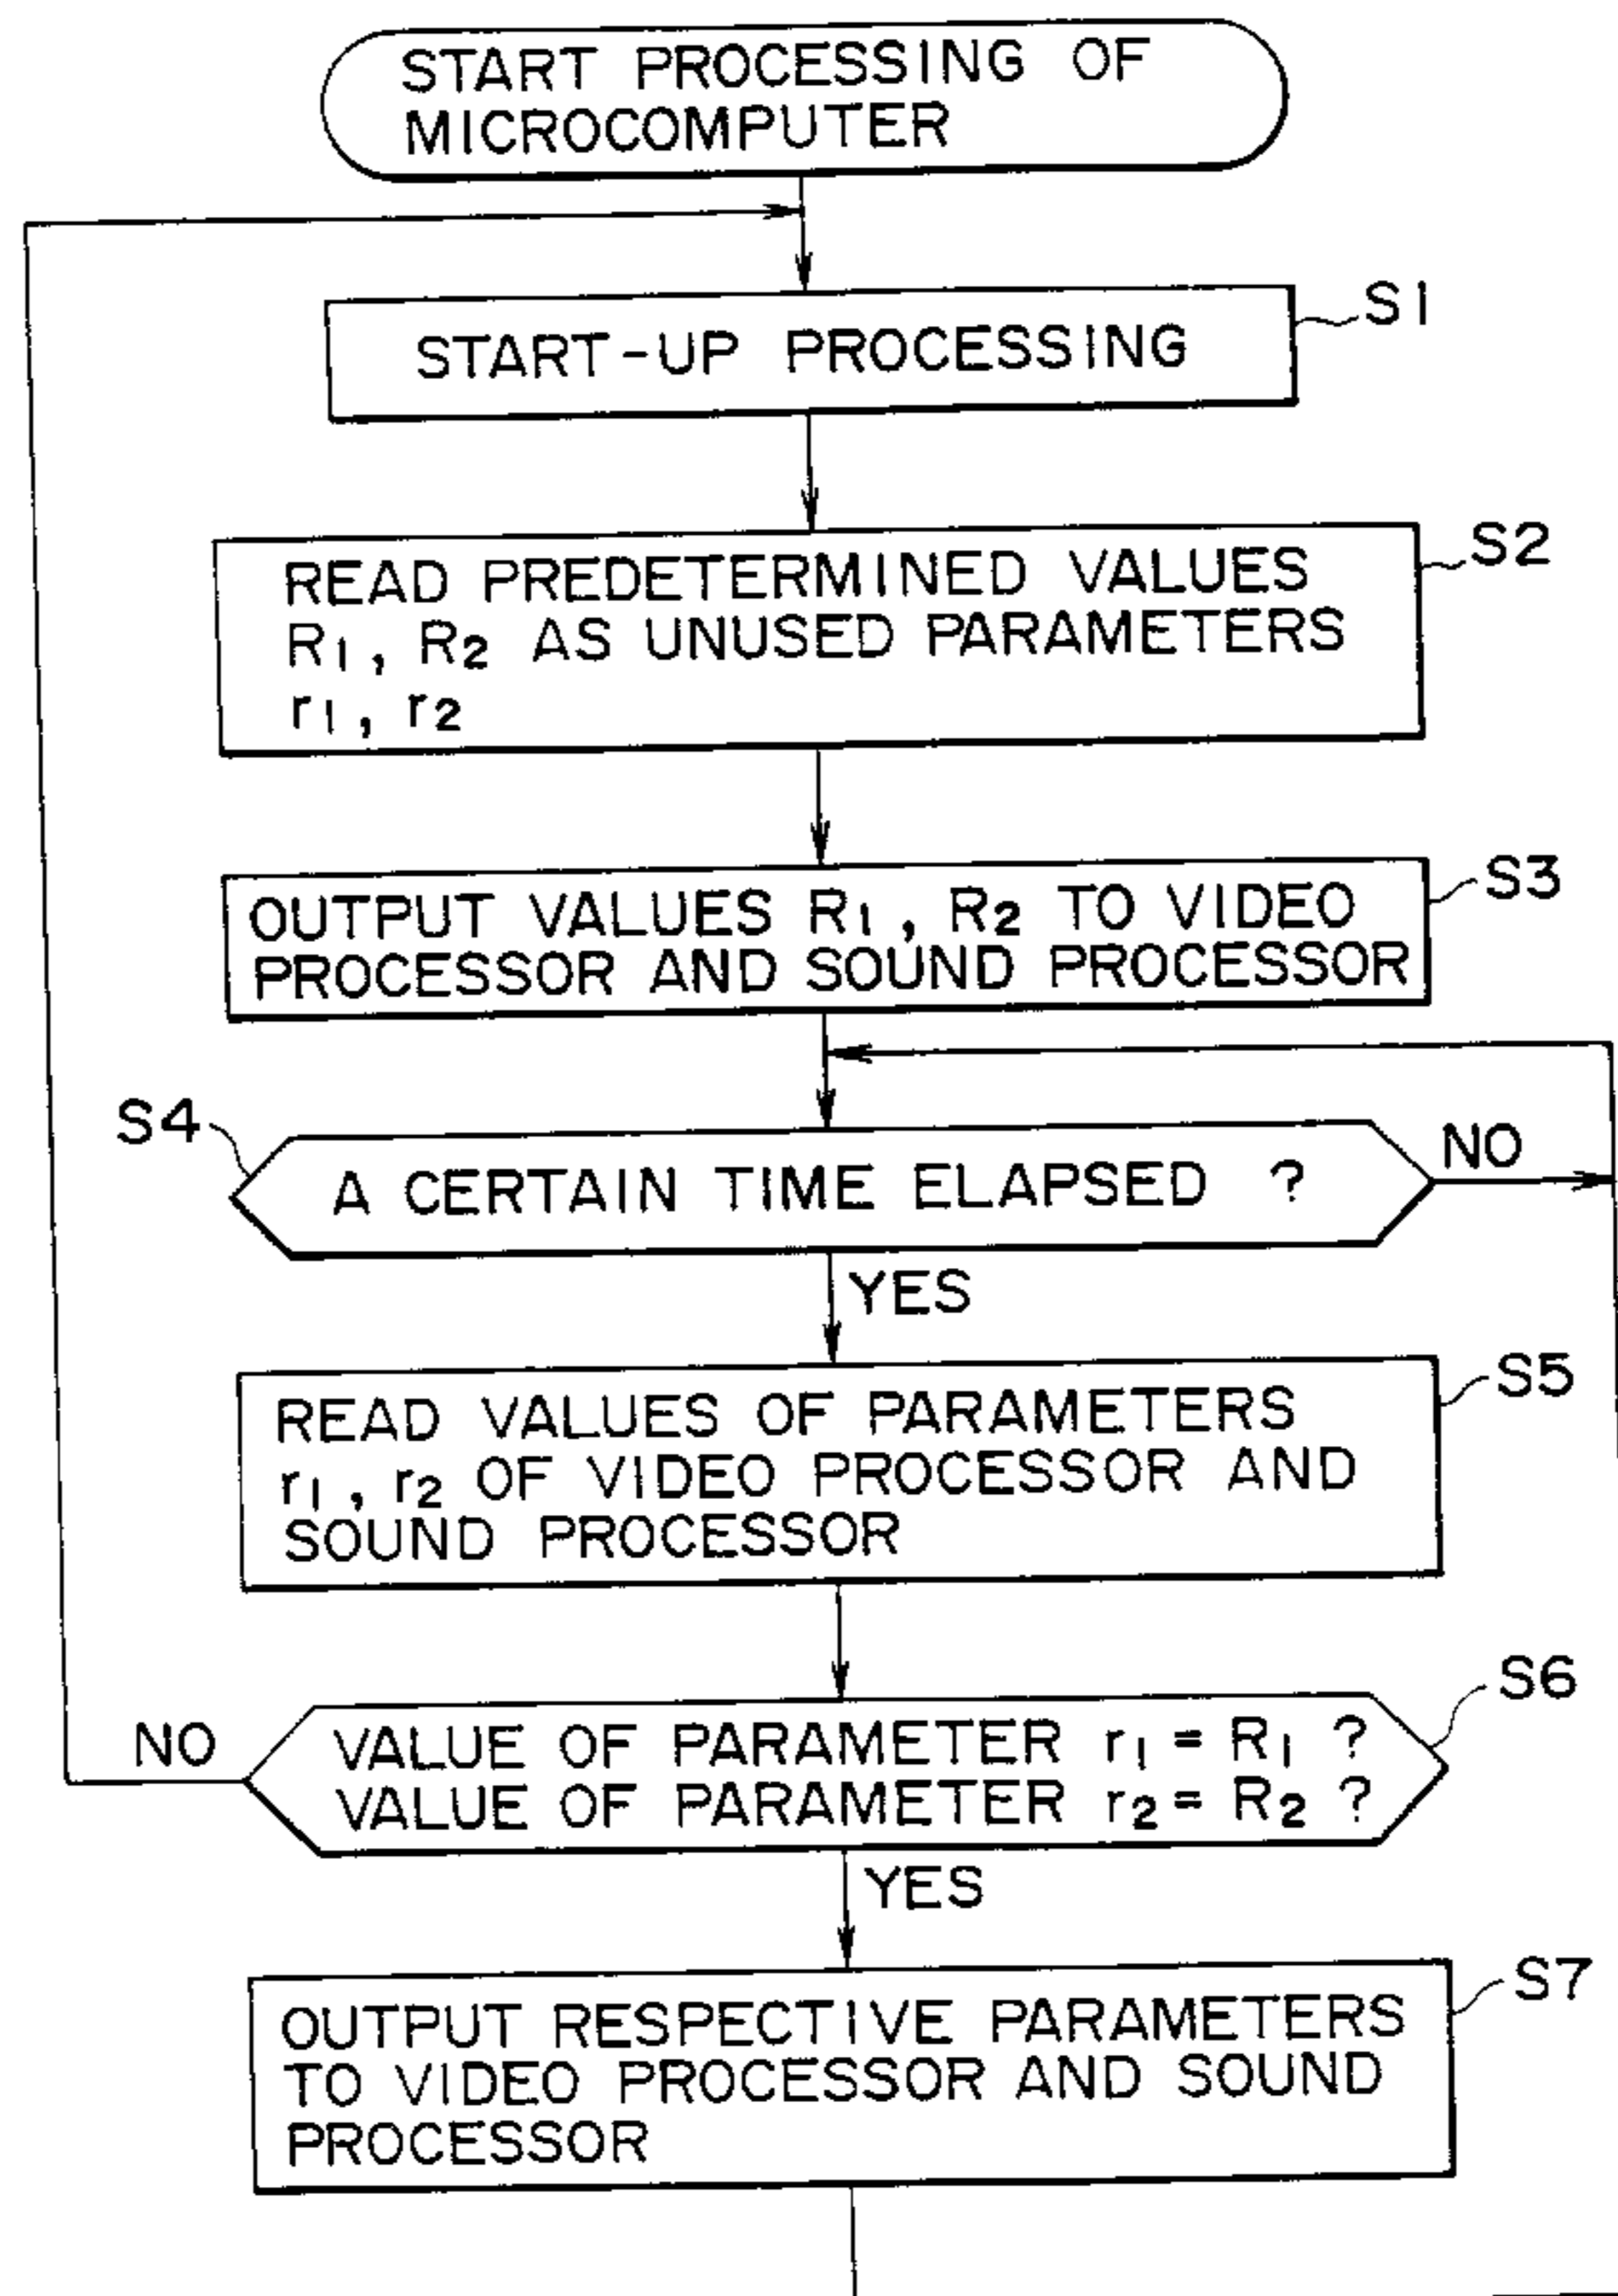 START PROCESSING OF
MICROCOMPUTER
S1
START-UP PROCESSING
S2
READ PREDETERMINED VALUES
R1, R2 AS UNUSED PARAMETERS
r1, r2
S3
OUTPUT VALUES R1, R2 TO VIDEO
PROCESSOR AND SOUND PROCESSOR
S4
A CERTAIN TIME ELAPSED ?
NO
YES
S5
READ VALUES OF PARAMETERS
r1, r2 OF VIDEO PROCESSOR AND
SOUND PROCESSOR
S6
NO
VALUE OF PARAMETER r1 = R1 ?
VALUE OF PARAMETER r2 = R2 ?
YES
S7
OUTPUT RESPECTIVE PARAMETERS
TO VIDEO PROCESSOR AND SOUND
PROCESSOR